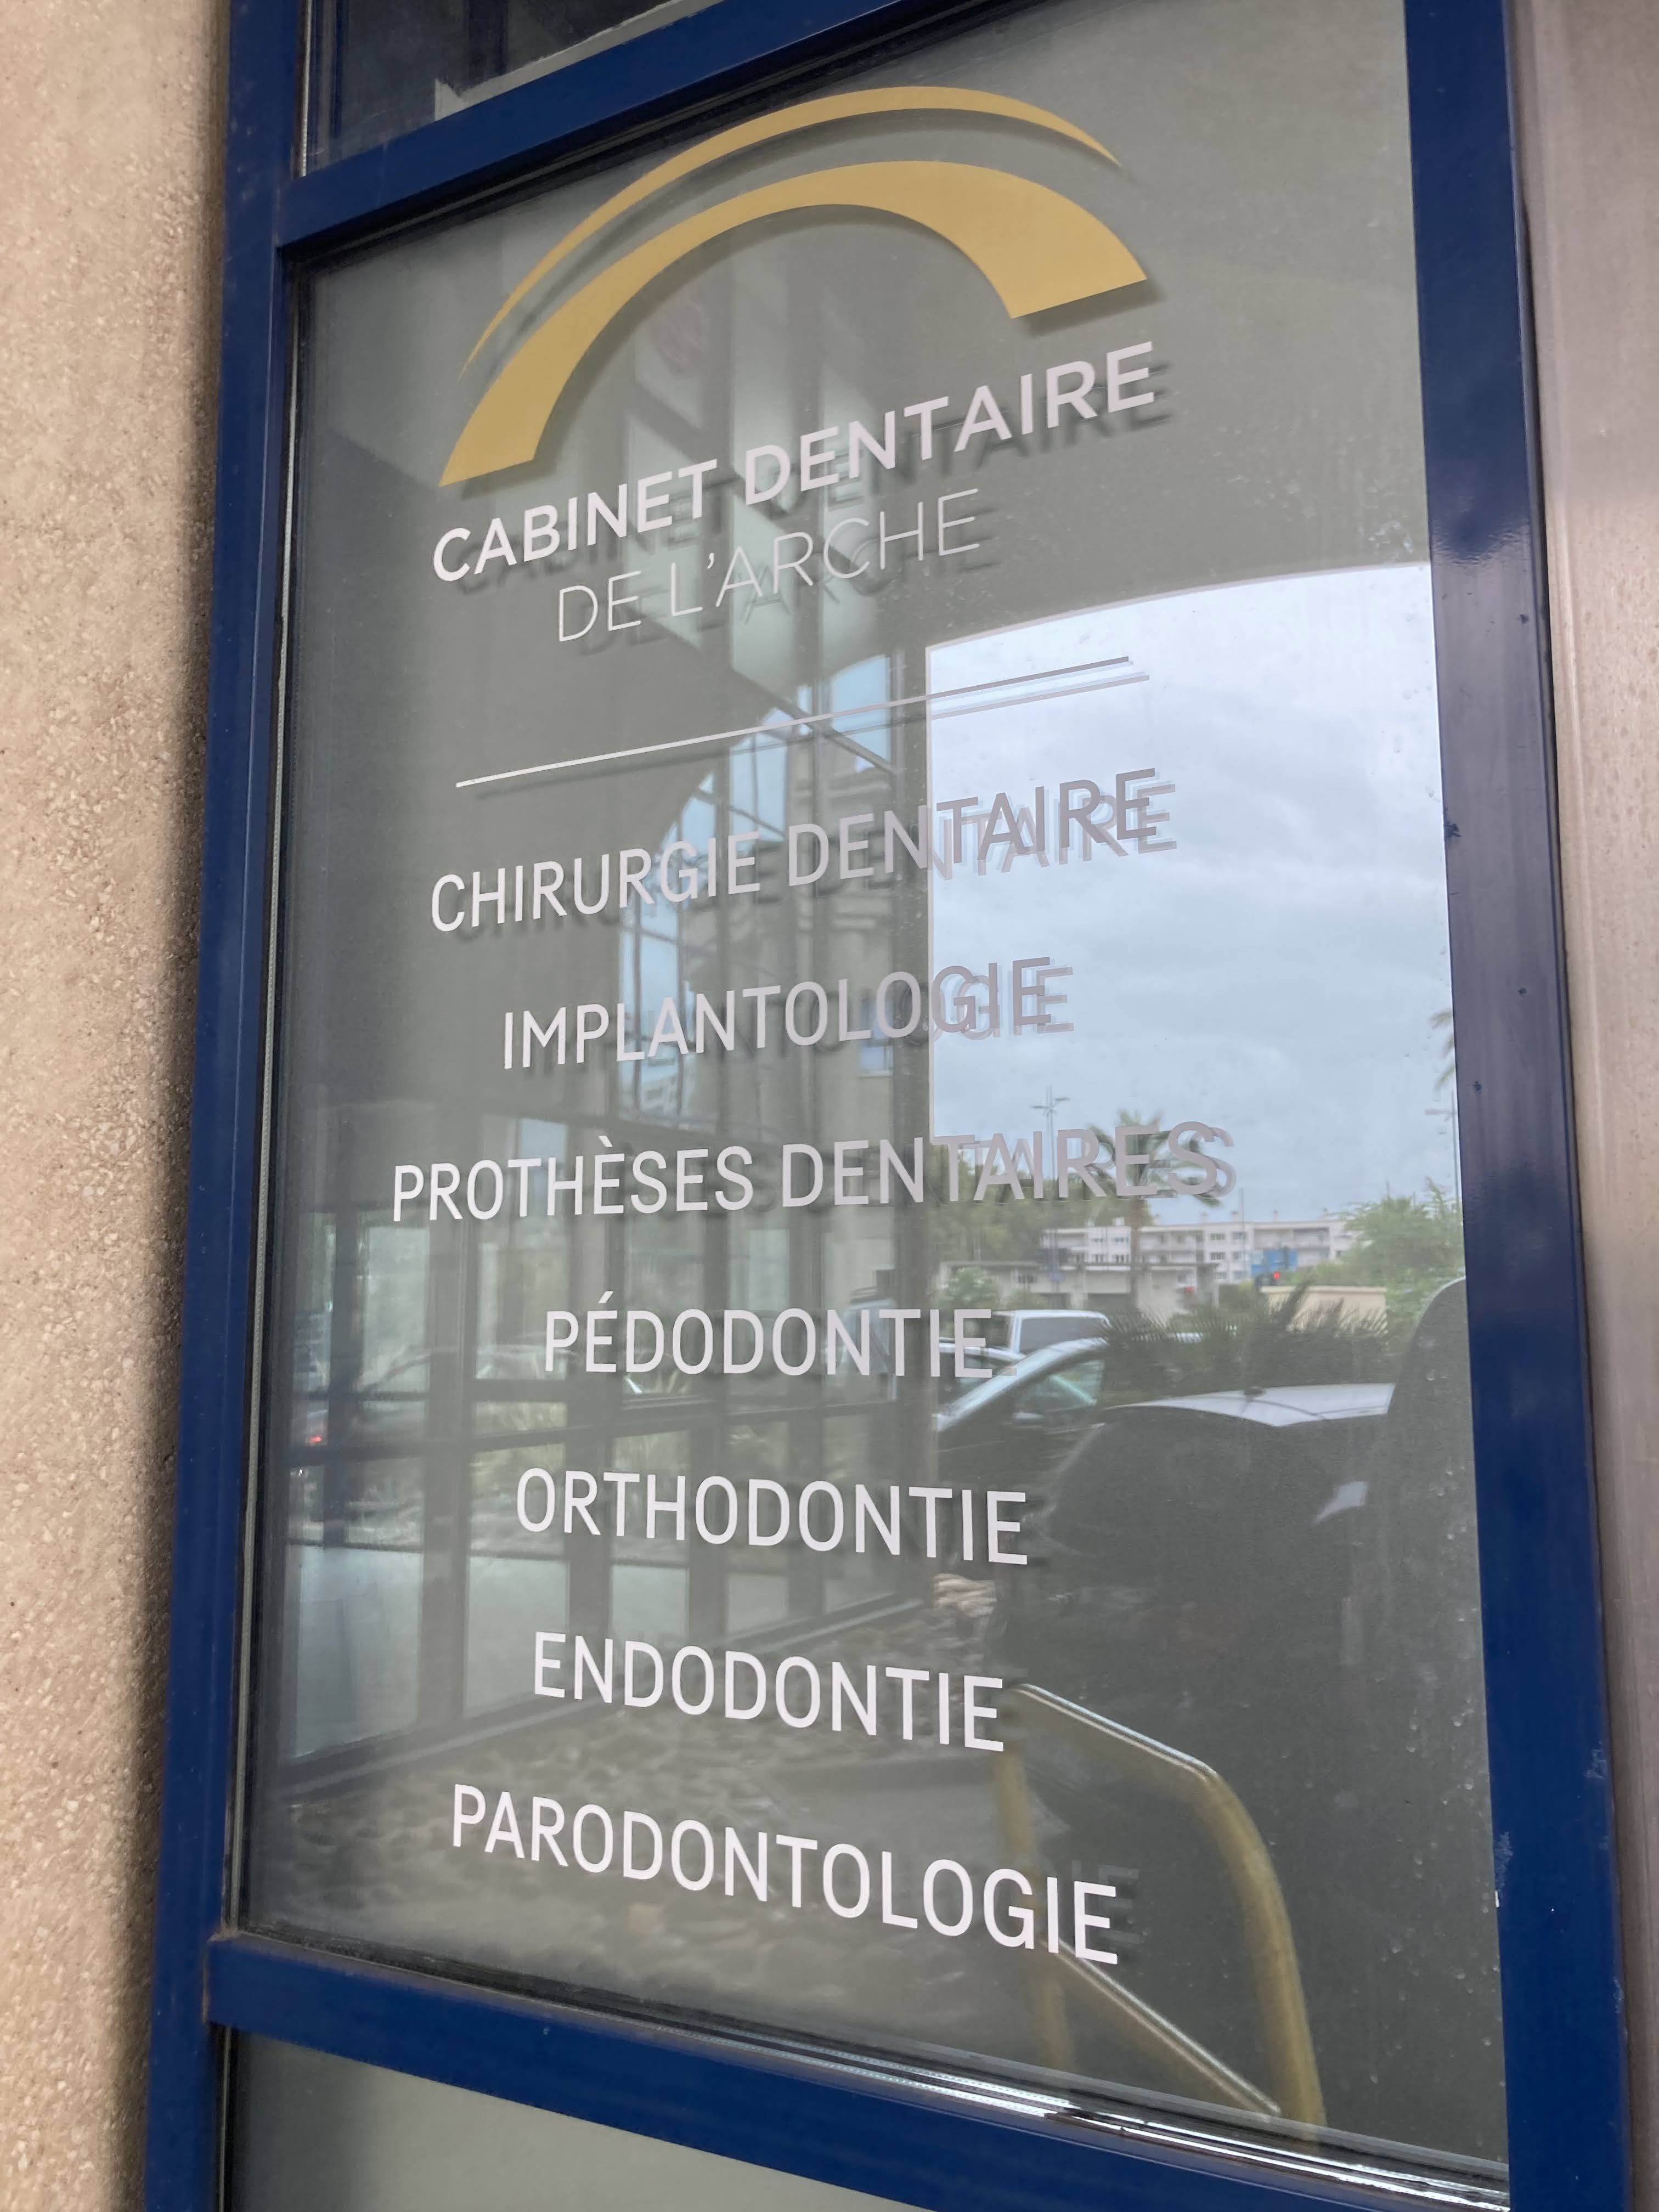 CABINET DENTAIRE
DE L'ARCHE
CHIRURGIE DENTAIRE
IMPLANTOLOGIE
PROTHÈSES DENTAIRES
PÉDODONTIE
ORTHODONTIE
ENDODONTIE
PARODONTOLOGIE